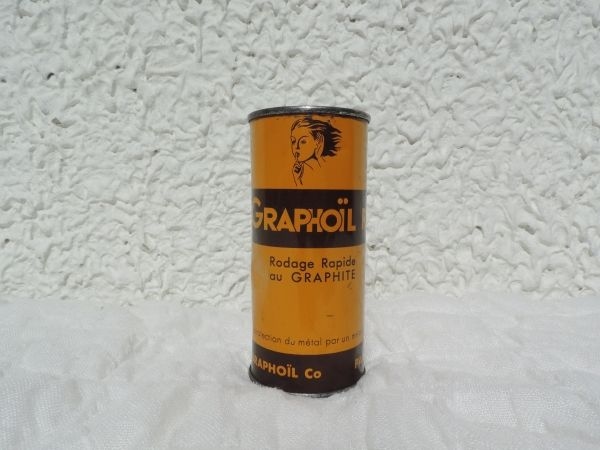 GRAPHOÏL
Rodage Rapide
au GRAPHITE
du métal par un
GRAPHOÏL Co